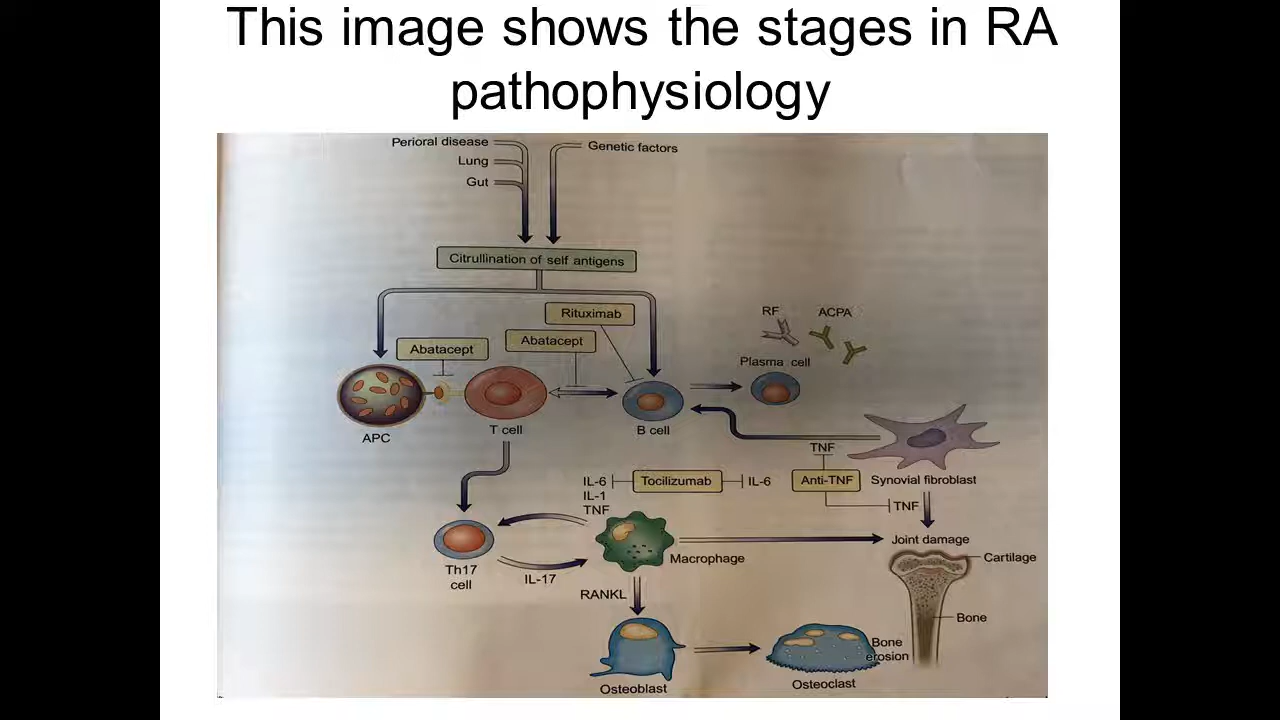 This image shows the stages in RA
pathophysiology
Perioral disease
Lung
Gut
Genetic factors
Citrullination of self antigens
Rituximab
Abatacept
Abatacept
RF
ACPA
Plasma cell
APC
T cell
B cell
TNF
IL-6
IL-1
TNF
Tocilizumab
IL-6
Anti-TNF
Synovial fibroblast
TNF
Joint damage
Th17
cell
IL-17
Macrophage
Cartilage
RANKL
Bone
Bone
erosion
Osteoblast
Osteoclast